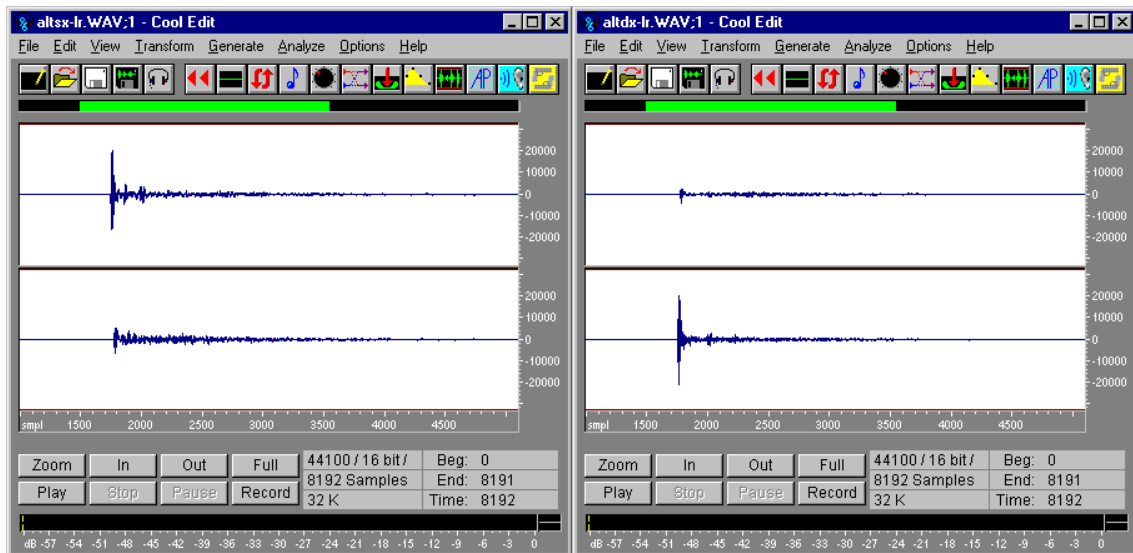 altsx-lr.WAV;1 - Cool Edit
File Edit View Transform Generate Analyze Options Help
AP
20000
10000
0
-10000
-20000
20000
10000
0
-10000
-20000
smpl 1500 2000 2500 3000 3500 4000 4500
Zoom In Out Full
Play Stop Pause Record
44100 / 16 bit / Beg: 0
8192 Samples End: 8191
32 K Time: 8192
dB -57 -54 -51 -48 -45 -42 -39 -36 -33 -30 -27 -24 -21 -18 -15 -12 -9 -6 -3 0
altdx-lr.WAV;1 - Cool Edit
File Edit View Transform Generate Analyze Options Help
AP
20000
10000
0
-10000
-20000
20000
10000
0
-10000
-20000
smpl 1500 2000 2500 3000 3500 4000 4500
Zoom In Out Full
Play Stop Pause Record
44100 / 16 bit / Beg: 0
8192 Samples End: 8191
32 K Time: 8192
dB -57 -54 -51 -48 -45 -42 -39 -36 -33 -30 -27 -24 -21 -18 -15 -12 -9 -6 -3 0